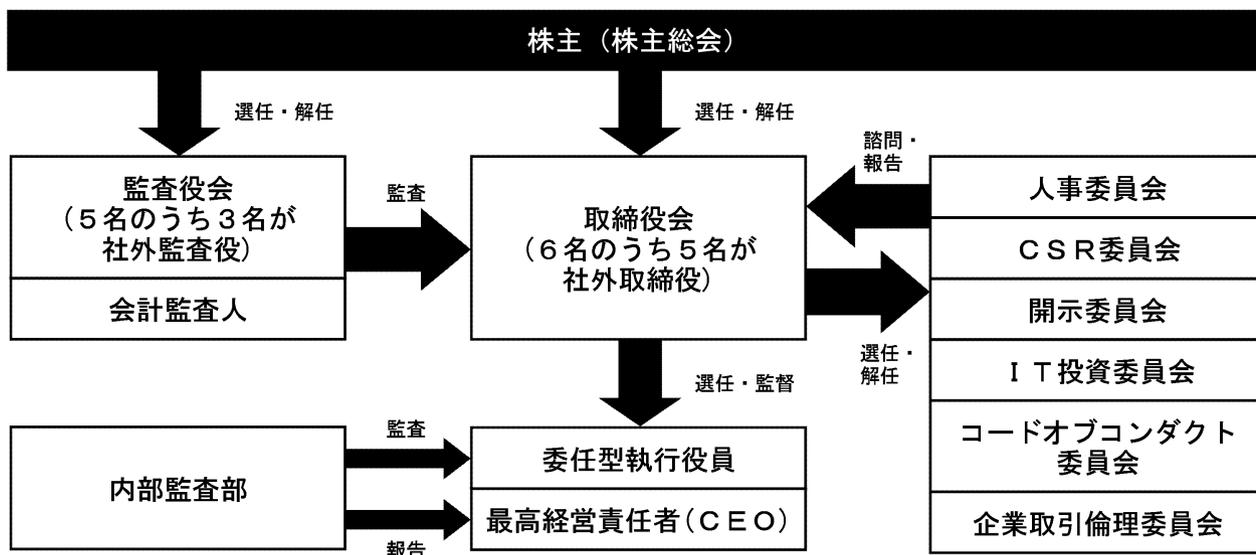 株主（株主総会）
選任・解任
選任・解任
監査役会
（５名のうち３名が
社外監査役）
会計監査人
監査
取締役会
（６名のうち５名が
社外取締役）
諮問・
報告
選任・
解任
人事委員会
ＣＳＲ委員会
開示委員会
ＩＴ投資委員会
コードオブコンダクト
委員会
企業取引倫理委員会
選任・監督
内部監査部
監査
報告
委任型執行役員
最高経営責任者（ＣＥＯ）